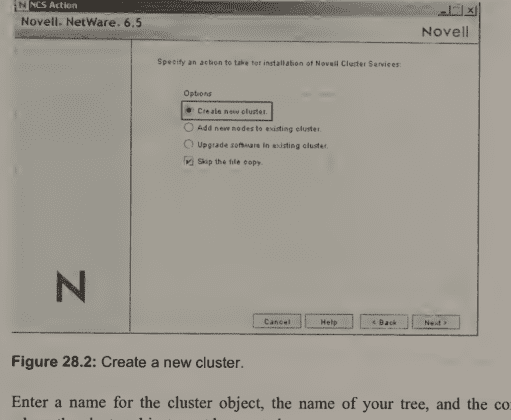 NCS Action
Novell. NetWare. 6.5
Novell
Specify an action to take for installation of Novell Cluster Services:
Options
Create new cluster.
Add new nodes to existing cluster.
Upgrade software in existing cluster.
Skip the file copy.
N
Cancel
Help
< Back
Next >
Figure 28.2: Create a new cluster.
Enter a name for the cluster object, the name of your tree, and the co